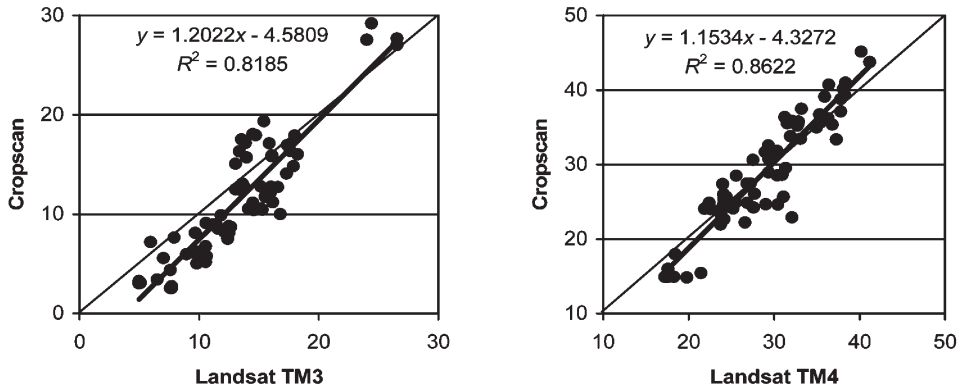 30
20
10
0
Cropscan
y = 1.2022x - 4.5809
R² = 0.8185
0 10 20 30
Landsat TM3
50
40
30
20
10
Cropscan
y = 1.1534x - 4.3272
R² = 0.8622
10 20 30 40 50
Landsat TM4